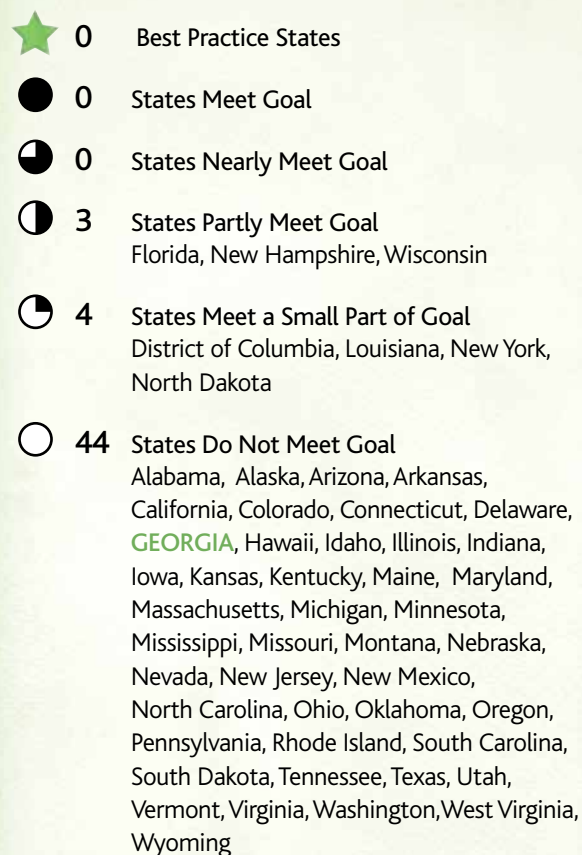 0 Best Practice States
0 States Meet Goal
0 States Nearly Meet Goal
3 States Partly Meet Goal
Florida, New Hampshire, Wisconsin
4 States Meet a Small Part of Goal
District of Columbia, Louisiana, New York,
North Dakota
44 States Do Not Meet Goal
Alabama, Alaska, Arizona, Arkansas,
California, Colorado, Connecticut, Delaware,
GEORGIA, Hawaii, Idaho, Illinois, Indiana,
Iowa, Kansas, Kentucky, Maine, Maryland,
Massachusetts, Michigan, Minnesota,
Mississippi, Missouri, Montana, Nebraska,
Nevada, New Jersey, New Mexico,
North Carolina, Ohio, Oklahoma, Oregon,
Pennsylvania, Rhode Island, South Carolina,
South Dakota, Tennessee, Texas, Utah,
Vermont, Virginia, Washington,West Virginia,
Wyoming